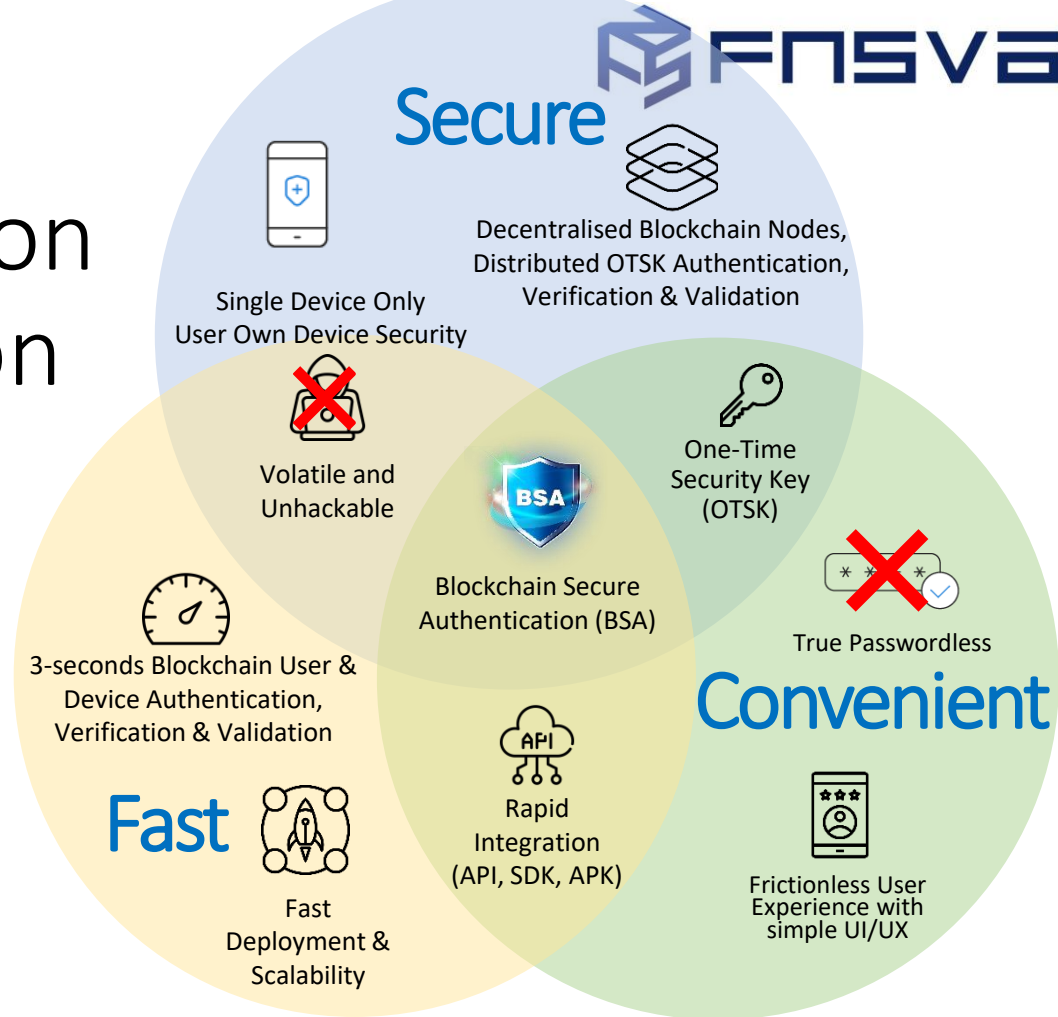 FNSVA
Secure
on
on
Decentralised Blockchain Nodes,
Distributed OTSK Authentication,
Verification & Validation
Single Device Only
User Own Device Security
Volatile and
Unhackable
One-Time
Security Key
(OTSK)
BSA
Blockchain Secure
Authentication (BSA)
* * * *
True Passwordless
Convenient
3-seconds Blockchain User &
Device Authentication,
Verification & Validation
Fast
Fast
Deployment &
Scalability
API
Rapid
Integration
(API, SDK, APK)
Frictionless User
Experience with
simple UI/UX